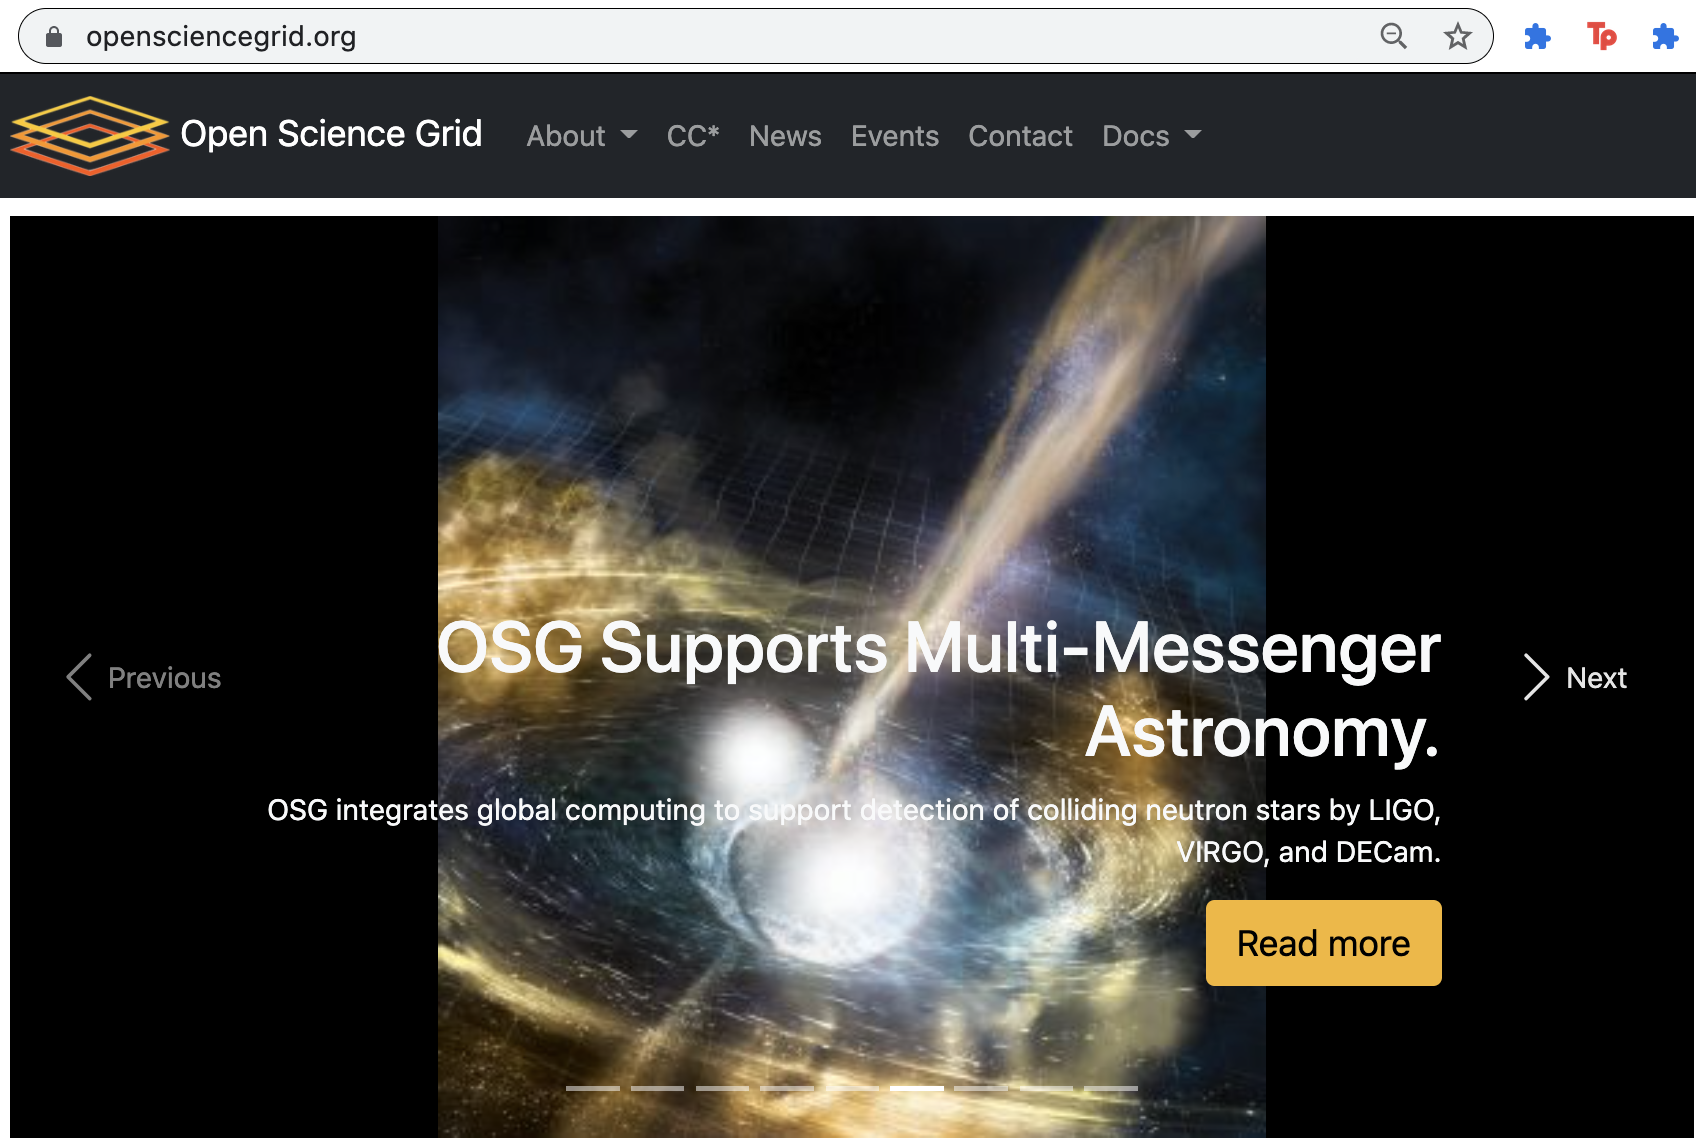 opensciencegrid.org
Tp
Open Science Grid About CC* News Events Contact Docs
OSG Supports Multi-Messenger
Astronomy.
Previous
Next
OSG integrates global computing to support detection of colliding neutron stars by LIGO,
VIRGO, and DECam.
Read more